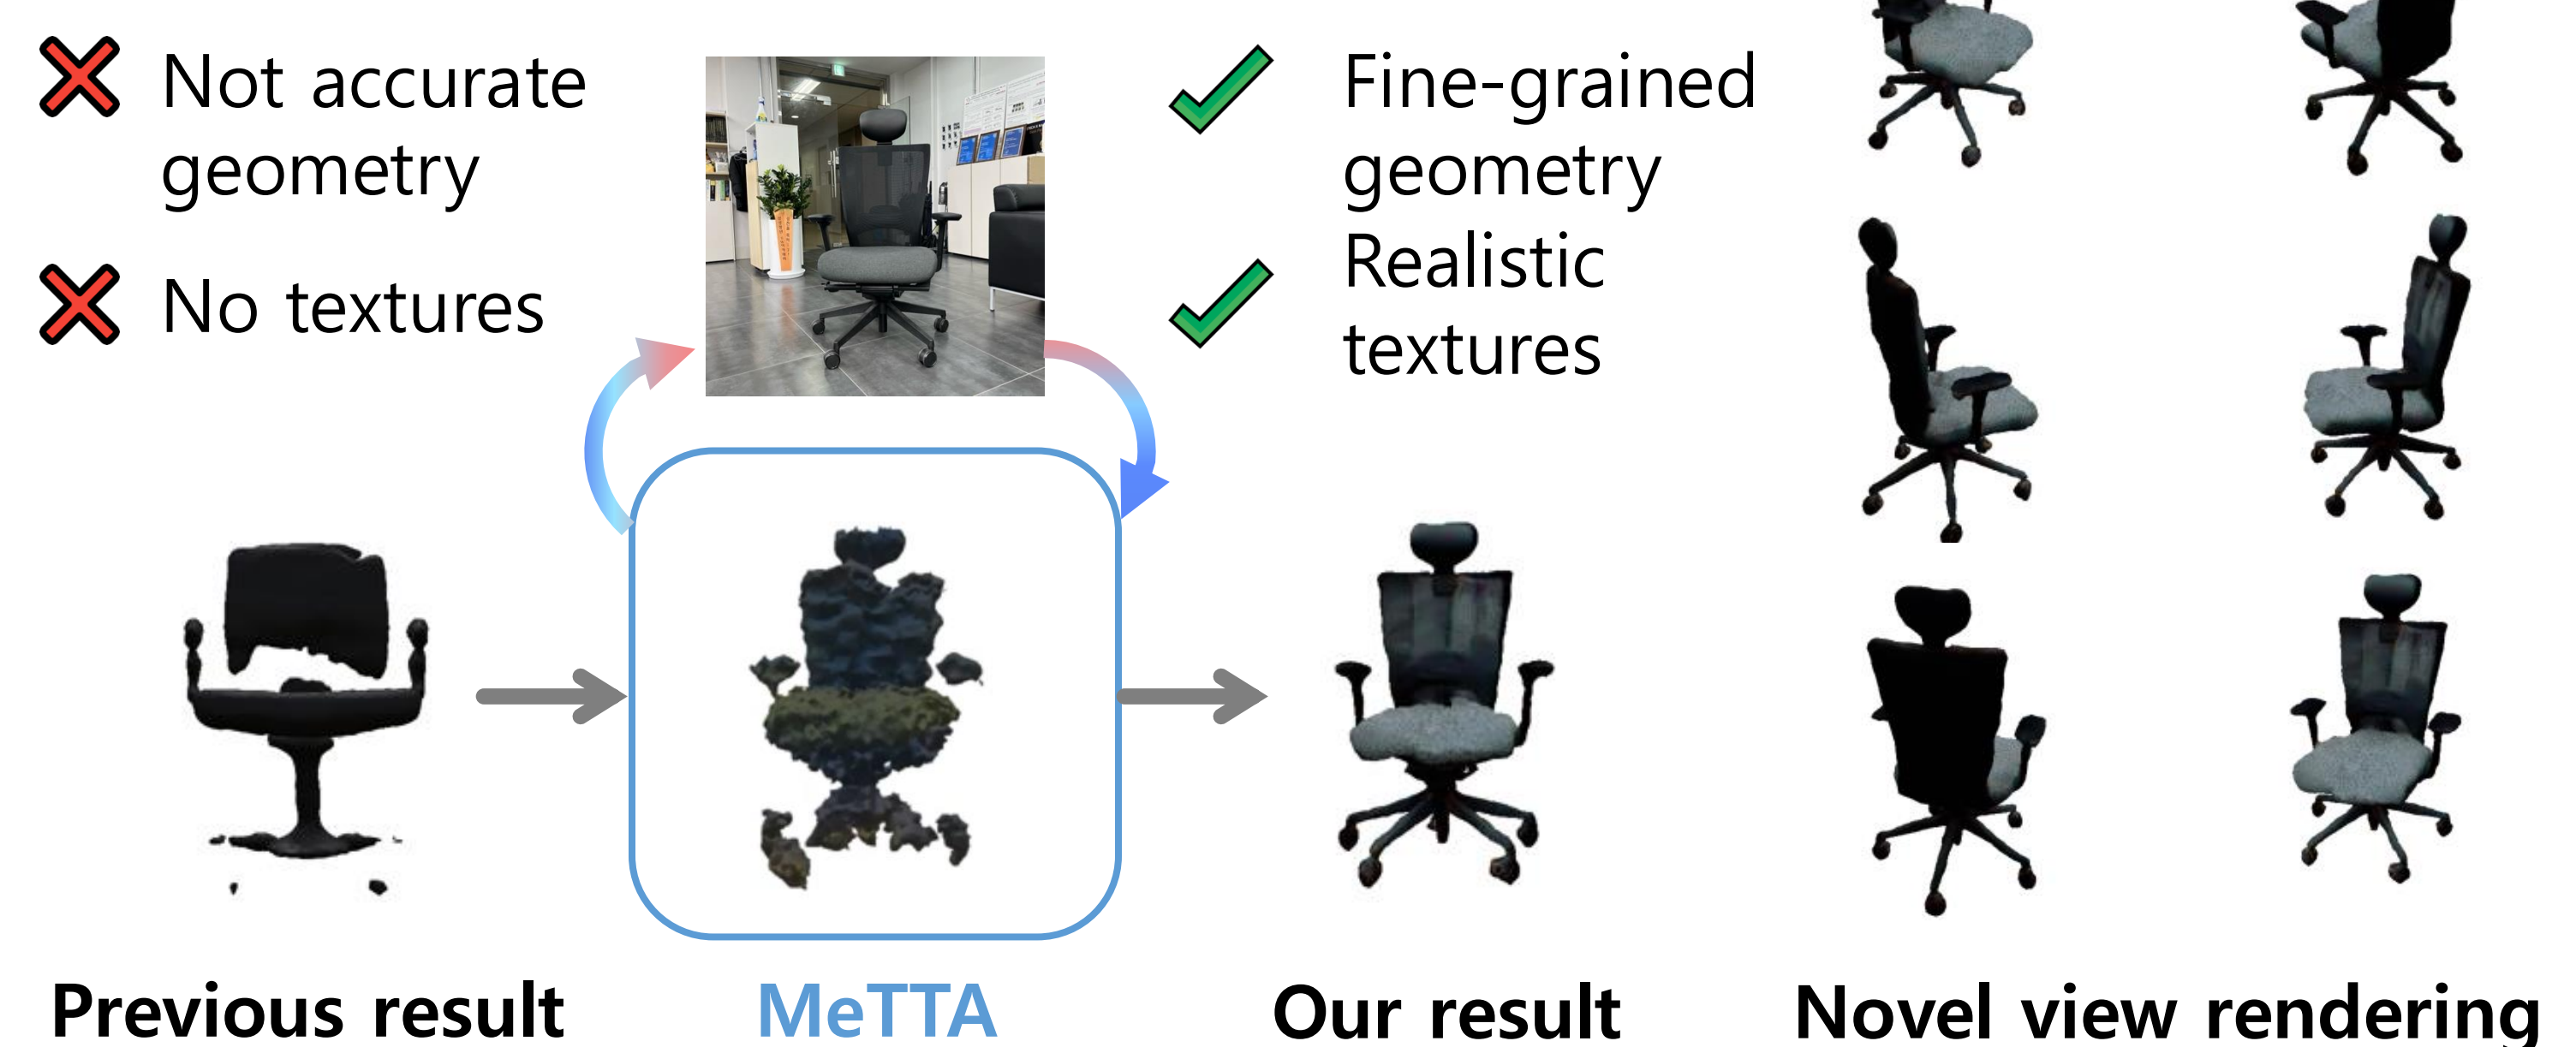 Not accurate
geometry
No textures
Fine-grained
geometry
Realistic
textures
Previous result
MeTTA
Our result
Novel view rendering